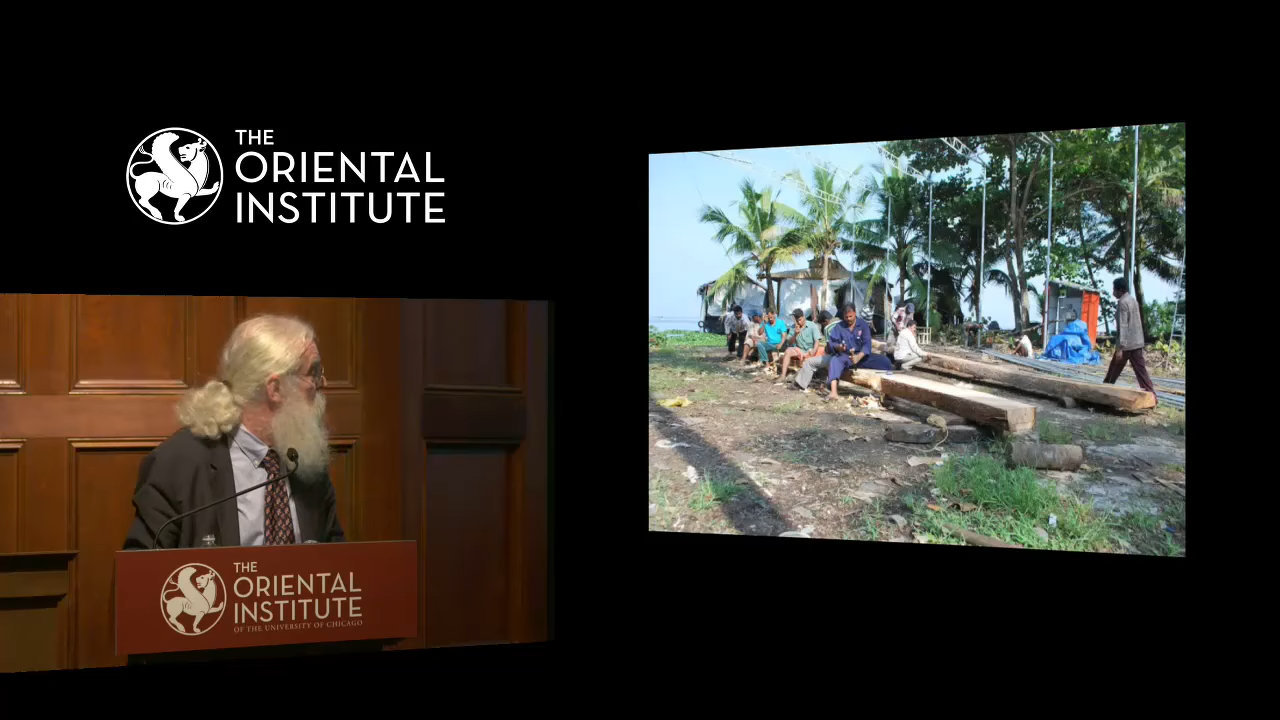 THE
ORIENTAL
INSTITUTE
THE
ORIENTAL
INSTITUTE
OF THE UNIVERSITY OF CHICAGO